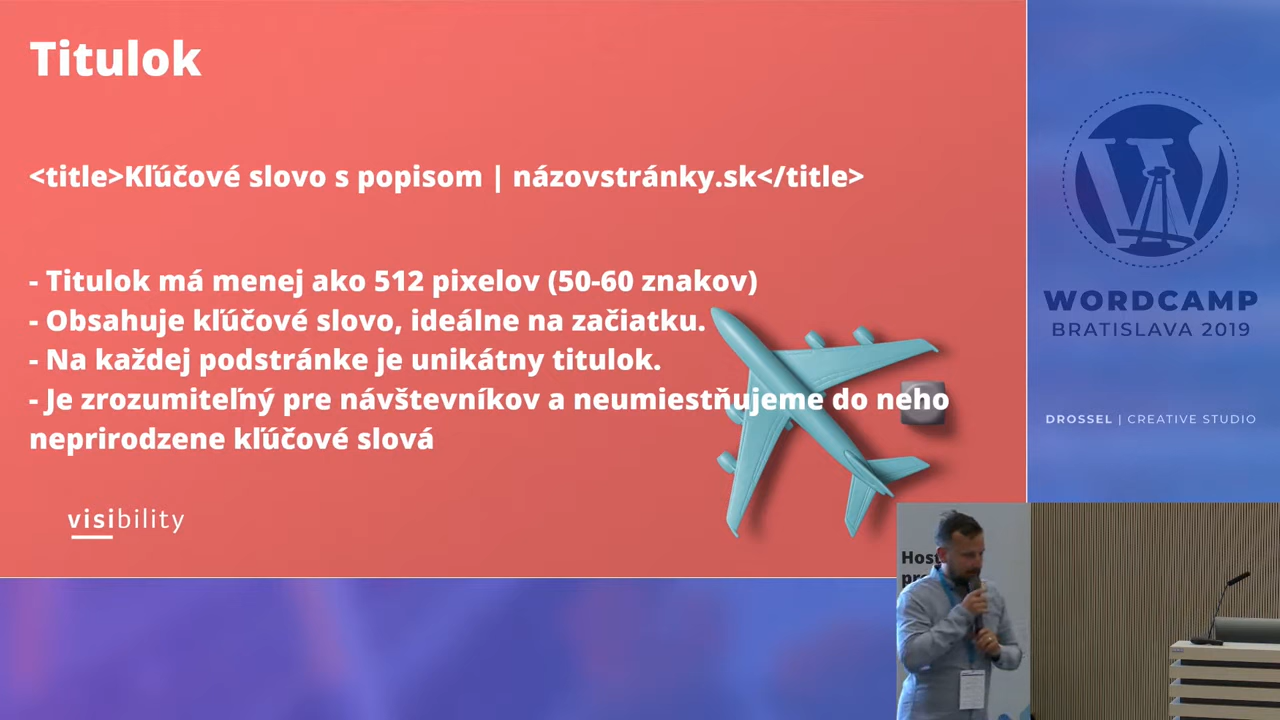 Titulok
<title>Kľúčové slovo s popisom | názovstránky.sk</title>
- Titulok má menej ako 512 pixelov (50-60 znakov)
- Obsahuje kľúčové slovo, ideálne na začiatku.
- Na každej podstránke je unikátny titulok.
- Je zrozumiteľný pre návštevníkov a neumiestňujeme do neho
neprirodzene kľúčové slová
visibility
WORDCAMP
BRATISLAVA 2019
DROSSEL | CREATIVE STUDIO
Host